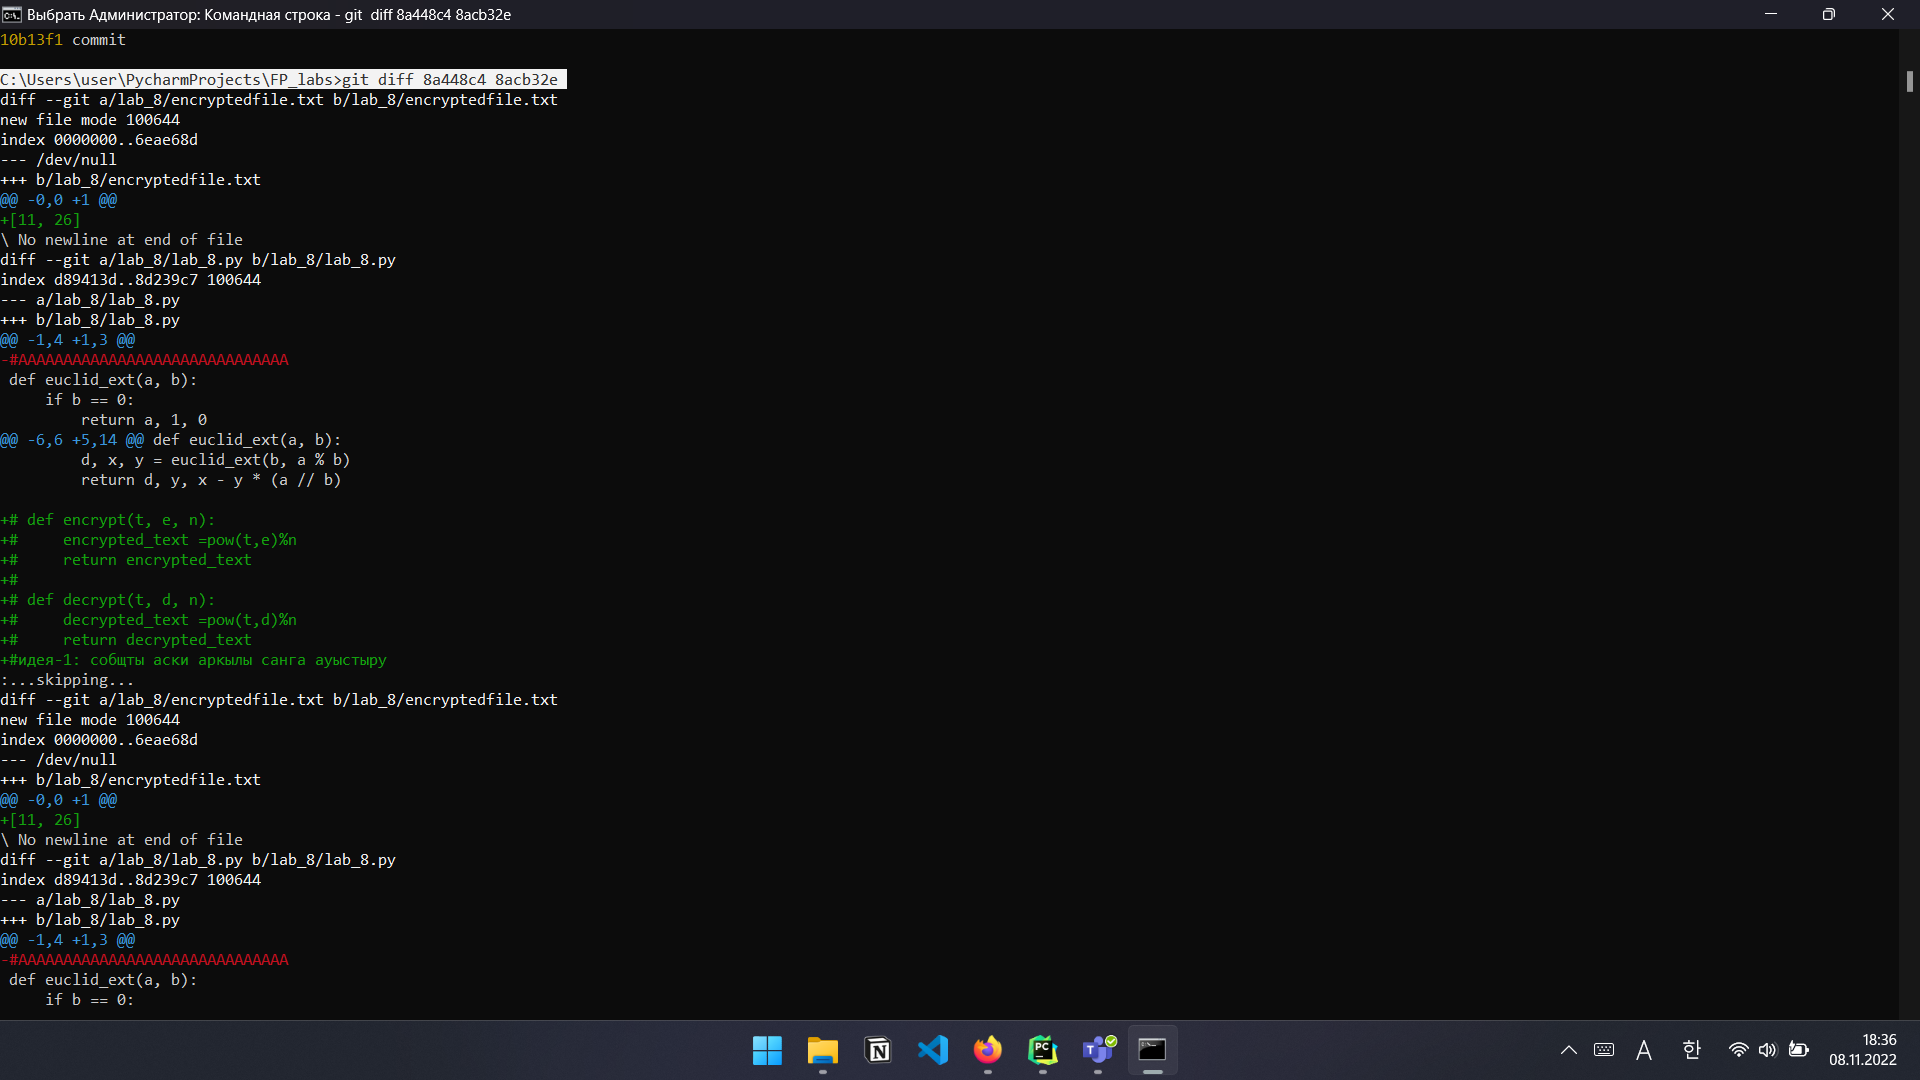 Выбрать Администратор: Командная строка - git  diff 8a448c4 8acb32e
10b13f1 commit
C:\Users\user\PycharmProjects\FP_labs>git diff 8a448c4 8acb32e
diff --git a/lab_8/encryptedfile.txt b/lab_8/encryptedfile.txt
new file mode 100644
index 0000000..6eae68d
--- /dev/null
+++ b/lab_8/encryptedfile.txt
@@ -0,0 +1 @@
+[11, 26]
\ No newline at end of file
diff --git a/lab_8/lab_8.py b/lab_8/lab_8.py
index d89413d..8d239c7 100644
--- a/lab_8/lab_8.py
+++ b/lab_8/lab_8.py
@@ -1,4 +1,3 @@
-#AAAAAAAAAAAAAAAAAAAAAAAAAAAAAA
 def euclid_ext(a, b):
     if b == 0:
         return a, 1, 0
@@ -6,6 +5,14 @@ def euclid_ext(a, b):
         d, x, y = euclid_ext(b, a % b)
         return d, y, x - y * (a // b)
+# def encrypt(t, e, n):
+#     encrypted_text =pow(t,e)%n
+#     return encrypted_text
+#
+# def decrypt(t, d, n):
+#     decrypted_text =pow(t,d)%n
+#     return decrypted_text
+#идея-1: собщты аски аркылы санга ауыстыру
:...skipping...
diff --git a/lab_8/encryptedfile.txt b/lab_8/encryptedfile.txt
new file mode 100644
index 0000000..6eae68d
--- /dev/null
+++ b/lab_8/encryptedfile.txt
@@ -0,0 +1 @@
+[11, 26]
\ No newline at end of file
diff --git a/lab_8/lab_8.py b/lab_8/lab_8.py
index d89413d..8d239c7 100644
--- a/lab_8/lab_8.py
+++ b/lab_8/lab_8.py
@@ -1,4 +1,3 @@
-#AAAAAAAAAAAAAAAAAAAAAAAAAAAAAA
 def euclid_ext(a, b):
     if b == 0:
A 한 18:36
08.11.2022